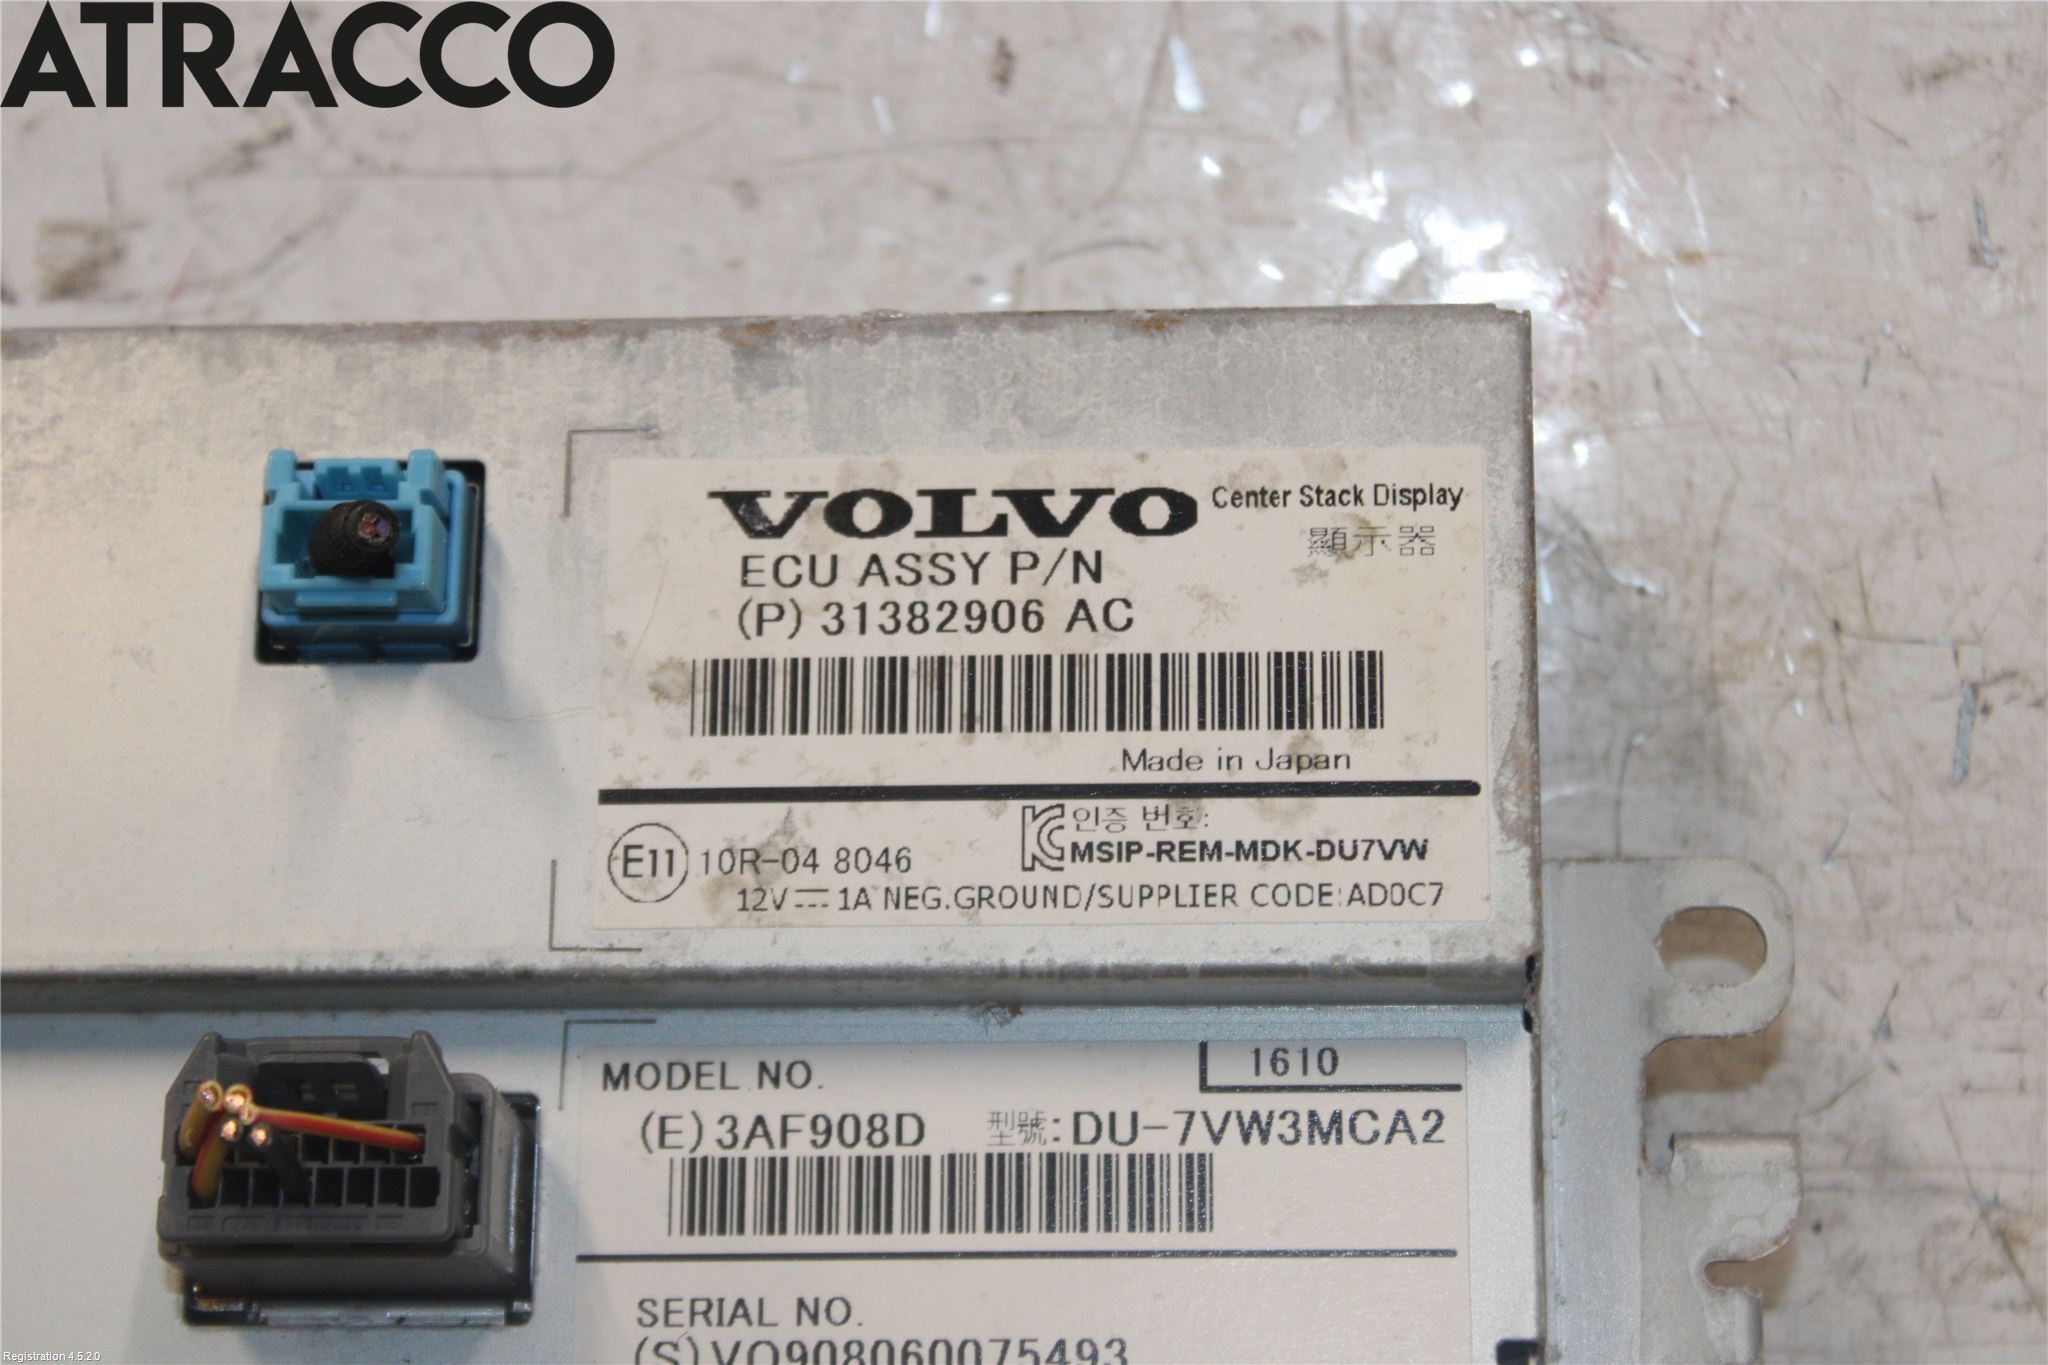 ATRACCO
VOLVO Center Stack Display
顯示器
ECU ASSY P/N
(P) 31382906 AC
Made in Japan
E11 10R-04 8046
인증 번호:
MSIP-REM-MDK-DU7VW
12V 1A NEG.GROUND/SUPPLIER CODE:AD0C7
MODEL NO. 1610
(E)3AF908D 型號:DU-7VW3MCA2
SERIAL NO.
(S)VO908060075493
Registration 4.5.2.0